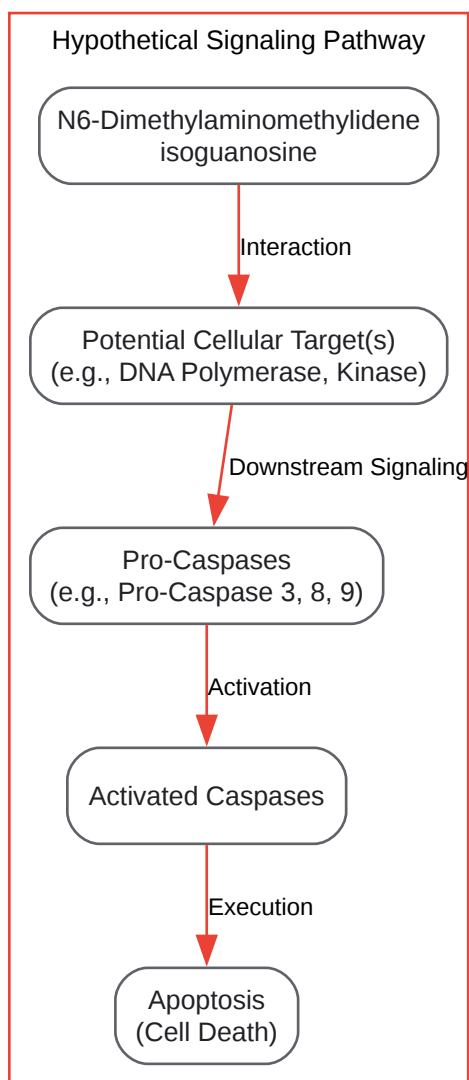 Hypothetical Signaling Pathway
N6-Dimethylaminomethylidene
isoguanosine
Interaction
Potential Cellular Target(s)
(e.g., DNA Polymerase, Kinase)
Downstream Signaling
Pro-Caspases
(e.g., Pro-Caspase 3, 8, 9)
Activation
Activated Caspases
Execution
Apoptosis
(Cell Death)